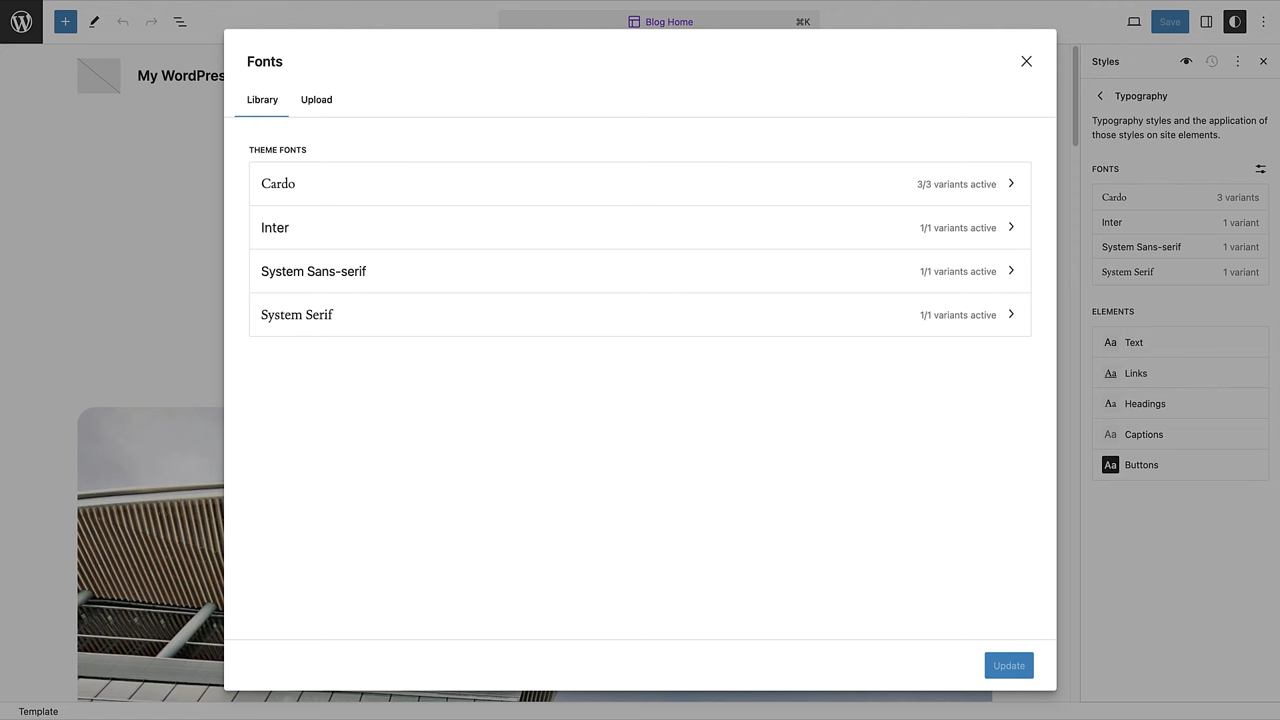 Blog Home
⌘K
Save
My WordPres
Fonts
Library
Upload
THEME FONTS
Cardo
3/3 variants active
Inter
1/1 variants active
System Sans-serif
1/1 variants active
System Serif
1/1 variants active
Update
Styles
Typography
Typography styles and the application of
those styles on site elements.
FONTS
Cardo
3 variants
Inter
1 variant
System Sans-serif
1 variant
System Serif
1 variant
ELEMENTS
Aa Text
Aa Links
Aa Headings
Aa Captions
Aa Buttons
Template